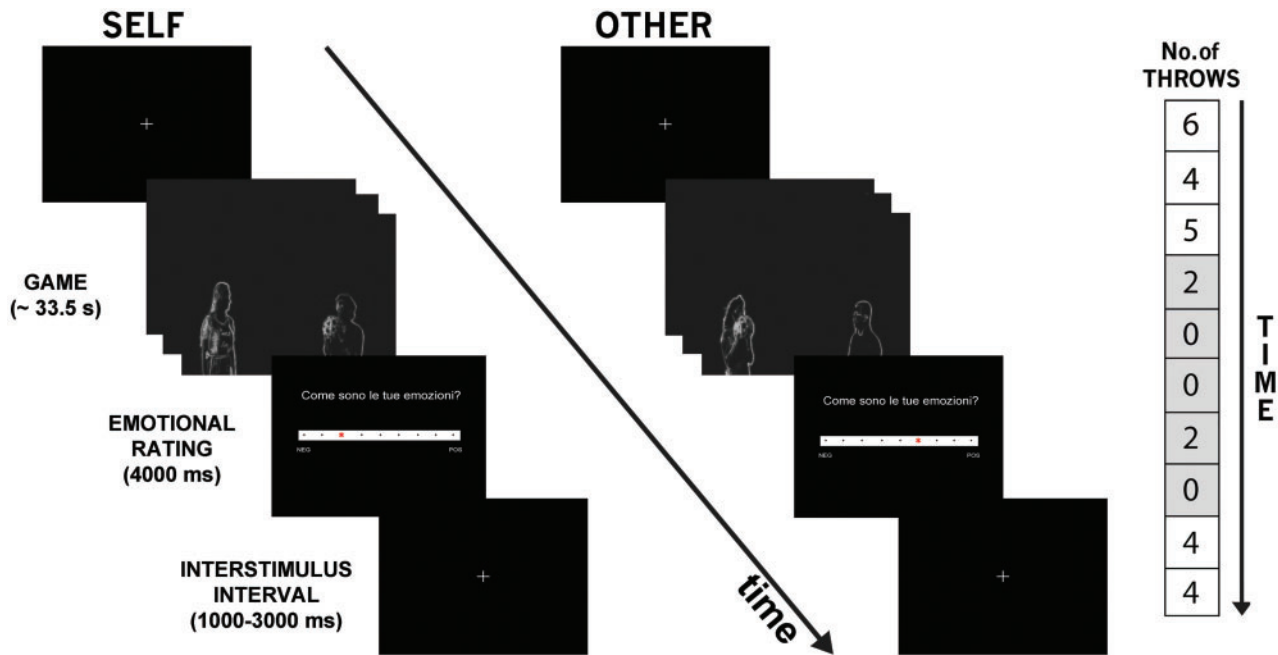 SELF
OTHER
No.of
THROWS
6
4
5
2
0
0
2
0
4
4
TIME
GAME
(~ 33.5 s)
EMOTIONAL
RATING
(4000 ms)
Come sono le tue emozioni?
NEG
POS
Come sono le tue emozioni?
NEG
POS
INTERSTIMULUS
INTERVAL
(1000-3000 ms)
time